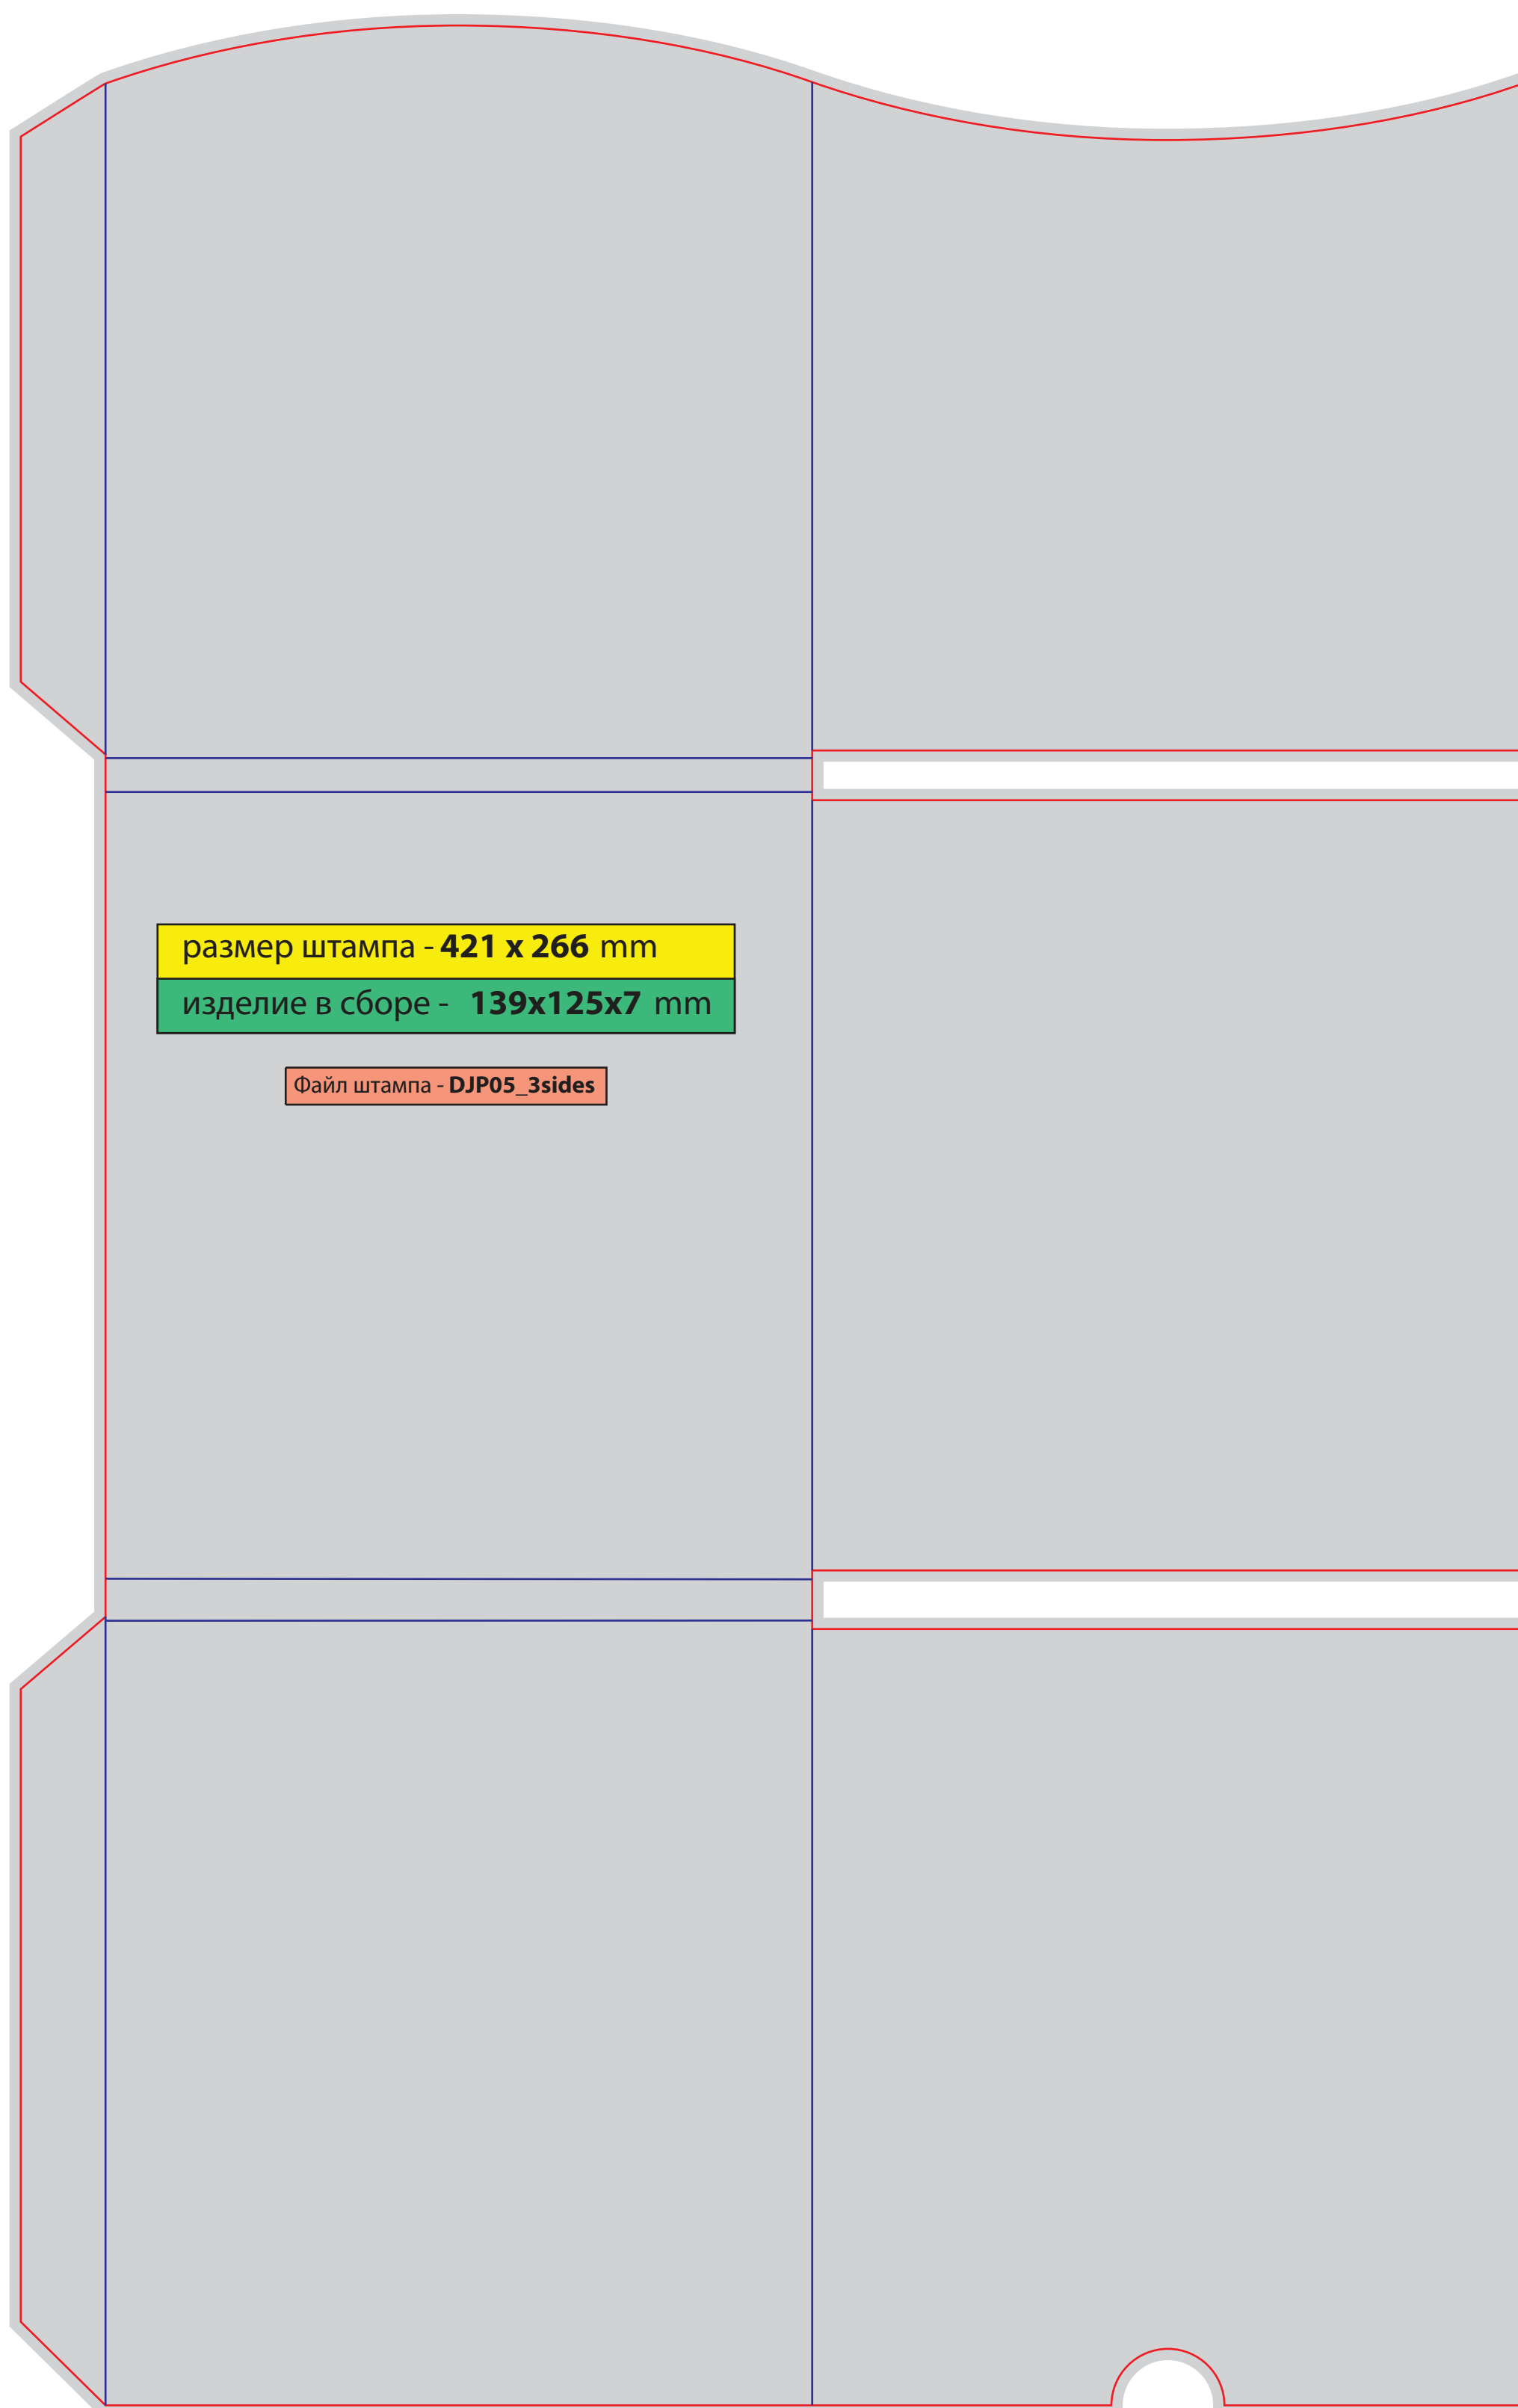 размер штампа - 421 x 266 mm
изделие в сборе - 139x125x7 mm
Файл штампа - DJP05_3sides